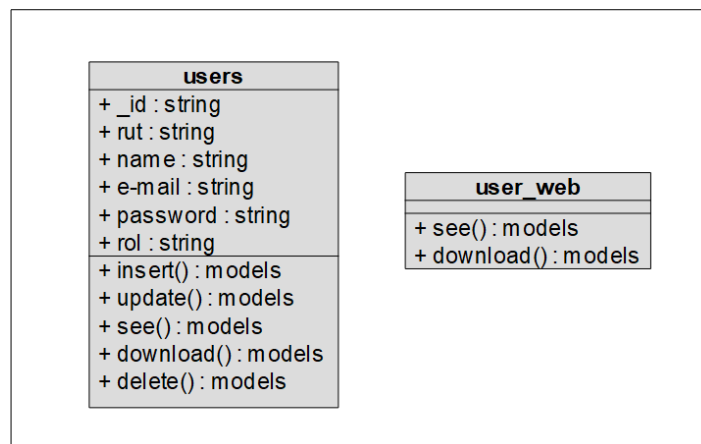 users
+ _id : string
+ rut : string
+ name : string
+ e-mail : string
+ password : string
+ rol : string
+ insert() : models
+ update() : models
+ see() : models
+ download() : models
+ delete() : models
user_web
+ see() : models
+ download() : models